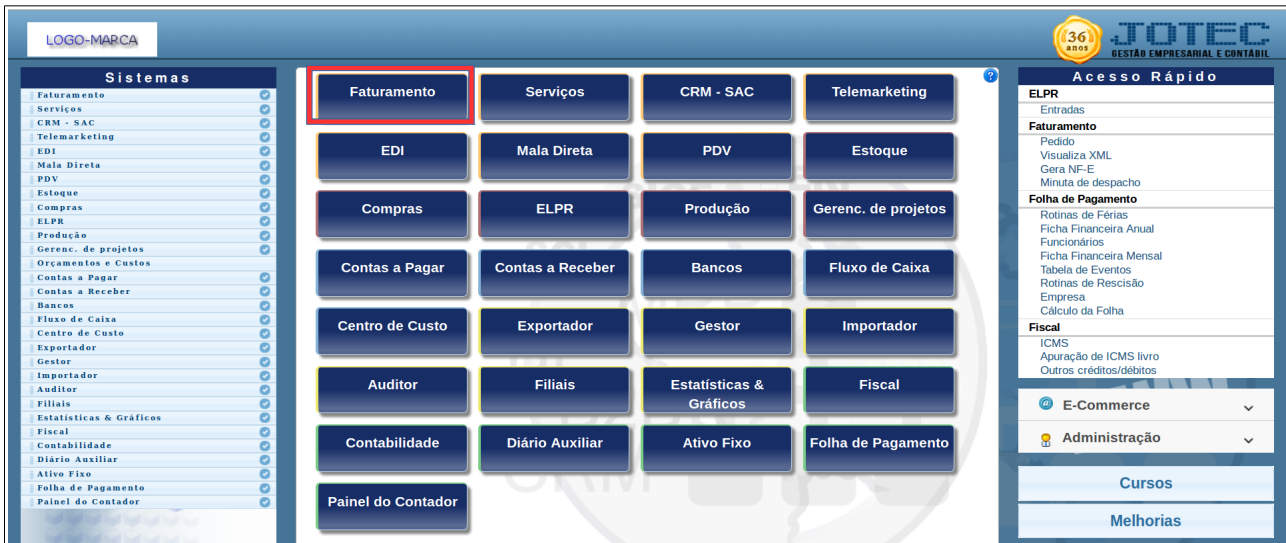 LOGO-MARCA
36
anos
JOTEC
GESTÃO EMPRESARIAL E CONTÁBIL
Sistemas
Faturamento
Serviços
CRM - SAC
Telemarketing
EDI
Mala Direta
PDV
Estoque
Compras
ELPR
Produção
Gerenc. de projetos
Orçamentos e Custos
Contas a Pagar
Contas a Receber
Bancos
Fluxo de Caixa
Centro de Custo
Exportador
Gestor
Importador
Auditor
Filiais
Estatísticas & Gráficos
Fiscal
Contabilidade
Diário Auxiliar
Ativo Fixo
Folha de Pagamento
Painel do Contador
?
Faturamento
Serviços
CRM - SAC
Telemarketing
EDI
Mala Direta
PDV
Estoque
Compras
ELPR
Produção
Gerenc. de projetos
Contas a Pagar
Contas a Receber
Bancos
Fluxo de Caixa
Centro de Custo
Exportador
Gestor
Importador
Auditor
Filiais
Estatísticas &
Gráficos
Fiscal
Contabilidade
Diário Auxiliar
Ativo Fixo
Folha de Pagamento
Painel do Contador
Acesso Rápido
ELPR
Entradas
Faturamento
Pedido
Visualiza XML
Gera NF-E
Minuta de despacho
Folha de Pagamento
Rotinas de Férias
Ficha Financeira Anual
Funcionários
Ficha Financeira Mensal
Tabela de Eventos
Rotinas de Rescisão
Empresa
Cálculo da Folha
Fiscal
ICMS
Apuração de ICMS livro
Outros créditos/débitos
E-Commerce
Administração
Cursos
Melhorias